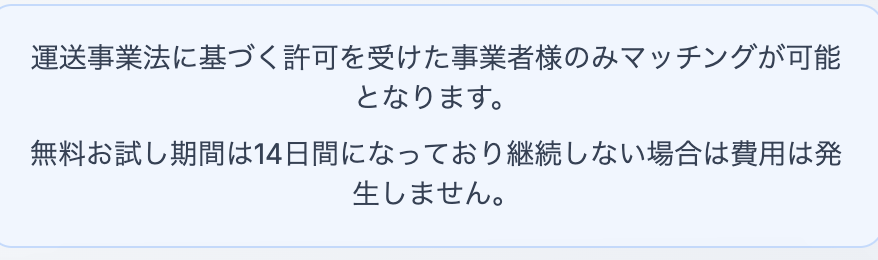 運送事業法に基づく許可を受けた事業者様のみマッチングが可能
となります。
無料お試し期間は14日間になっており継続しない場合は費用は発
生しません。